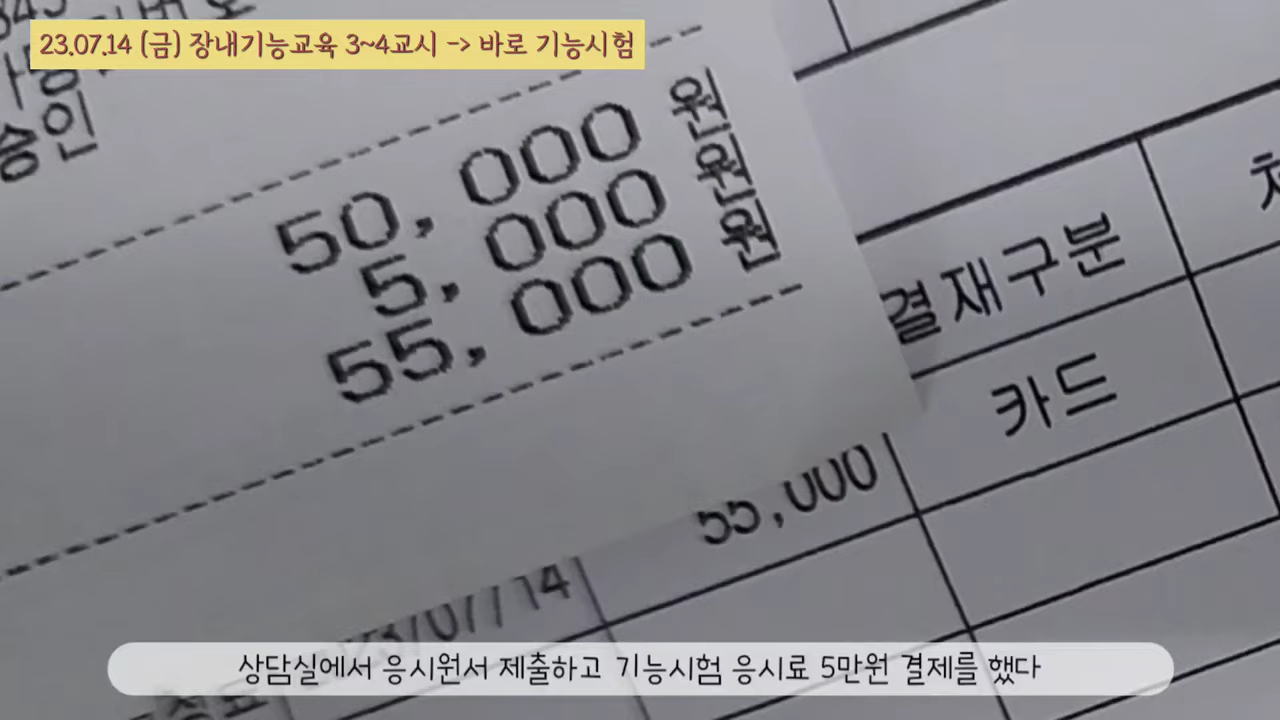 23.07.14 (금) 장내기능교육 3~4교시 -> 바로 기능시험
승인
50,000 원
5,000 원
55,000 원
결재구분
카드
55,000
23/07/14
상담실에서 응시원서 제출하고 기능시험 응시료 5만원 결제를 했다